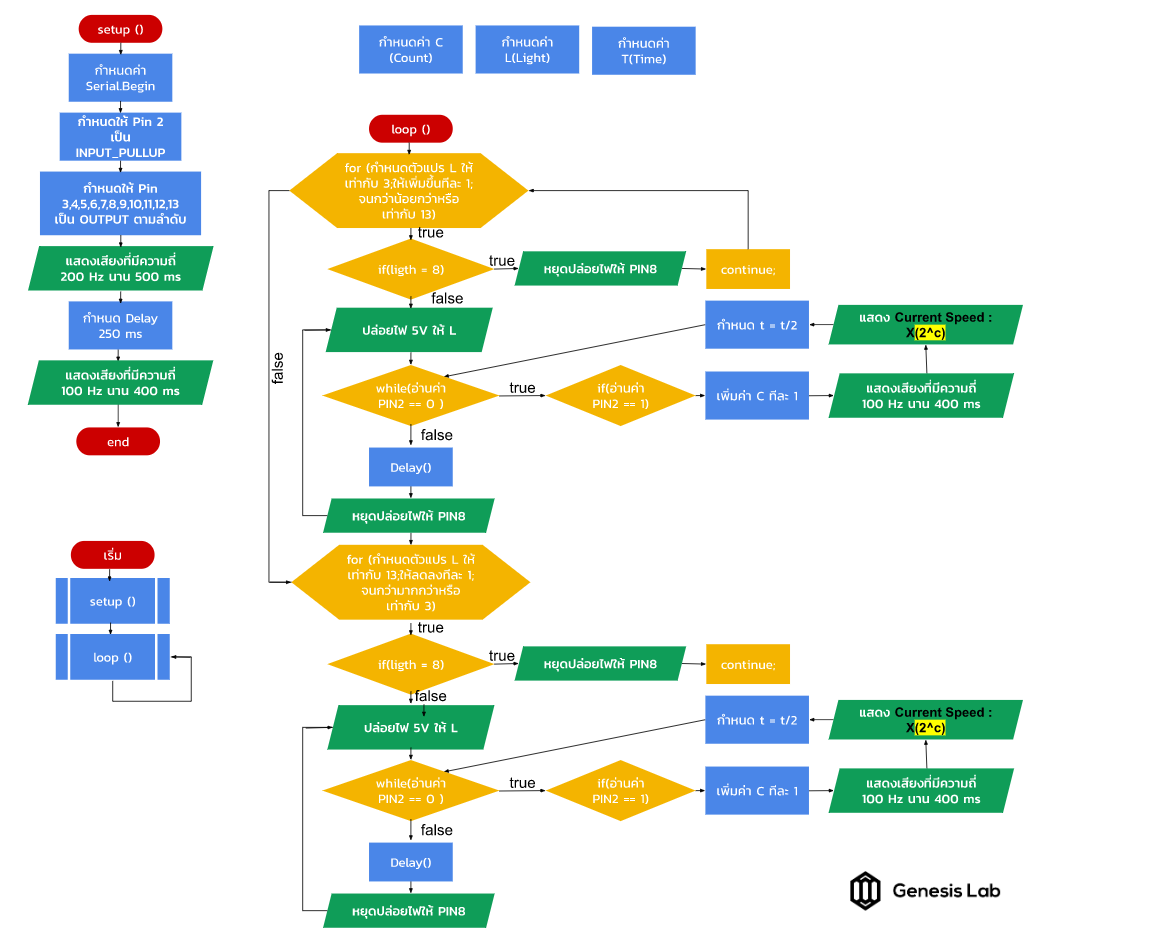 setup ()
กำหนดค่า
Serial.Begin
กำหนดให้ Pin 2
เป็น
INPUT_PULLUP
กำหนดให้ Pin
3,4,5,6,7,8,9,10,11,12,13
เป็น OUTPUT ตามลำดับ
แสดงเสียงที่มีความถี่
200 Hz นาน 500 ms
กำหนด Delay
250 ms
แสดงเสียงที่มีความถี่
100 Hz นาน 400 ms
end
เริ่ม
setup ()
loop ()
กำหนดค่า C
(Count)
กำหนดค่า
L(Light)
กำหนดค่า
T(Time)
loop ()
for (กำหนดตัวแปร L ให้
เท่ากับ 3;ให้เพิ่มขึ้นทีละ 1;
จนกว่าน้อยกว่าหรือ
เท่ากับ 13)
true
if(ligth = 8)
true
หยุดปล่อยไฟให้ PIN8
continue;
false
ปล่อยไฟ 5V ให้ L
กำหนด t = t/2
แสดง Current Speed :
X(2^c)
false
while(อ่านค่า
PIN2 == 0 )
true
if(อ่านค่า
PIN2 == 1)
เพิ่มค่า C ทีละ 1
แสดงเสียงที่มีความถี่
100 Hz นาน 400 ms
false
Delay()
หยุดปล่อยไฟให้ PIN8
for (กำหนดตัวแปร L ให้
เท่ากับ 13;ให้ลดลงทีละ 1;
จนกว่ามากกว่าหรือ
เท่ากับ 3)
true
if(ligth = 8)
true
หยุดปล่อยไฟให้ PIN8
continue;
false
ปล่อยไฟ 5V ให้ L
กำหนด t = t/2
แสดง Current Speed :
X(2^c)
while(อ่านค่า
PIN2 == 0 )
true
if(อ่านค่า
PIN2 == 1)
เพิ่มค่า C ทีละ 1
แสดงเสียงที่มีความถี่
100 Hz นาน 400 ms
false
Delay()
หยุดปล่อยไฟให้ PIN8
Genesis Lab